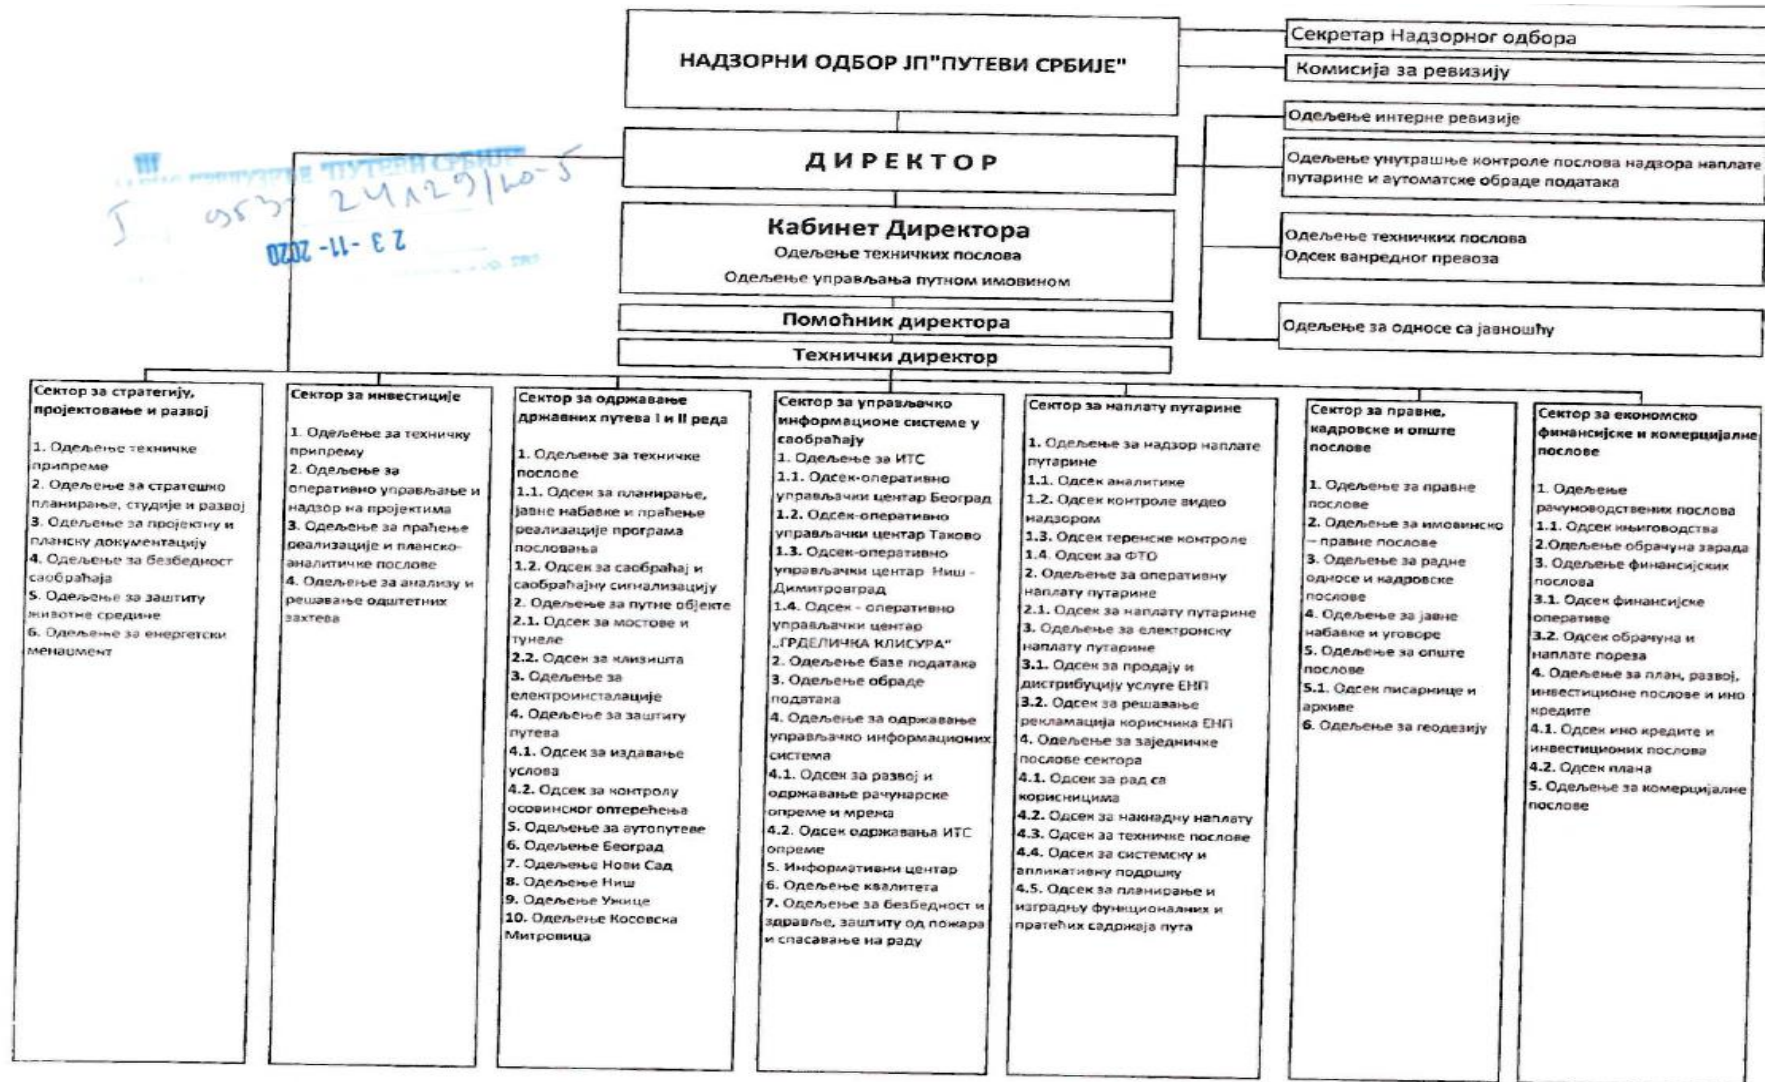 НАДЗОРНИ ОДБОР ЈП"ПУТЕВИ СРБИЈЕ"
Секретар Надзорног одбора
Комисија за ревизију
"ПУТЕВИ СРБИЈЕ"
23-11-2020
ДИРЕКТОР
Одељење интерне ревизије
Одељење унутрашње контроле послова надзора наплате
путарине и аутоматске обраде података
Одељење техничких послова
Одсек ванредног превоза
Одељење за односе са јавношћу
Кабинет Директора
Одељење техничких послова
Одељење управљања путном имовином
Помоћник директора
Технички директор
Сектор за стратегију,
пројектовање и развој
1. Одељење техничке
припреме
2. Одељење за стратешко
планирање, студије и развој
3. Одељење за пројектну и
планску документацију
4. Одељење за безбедност
саобраћаја
5. Одељење за заштиту
животне средине
6. Одељење за енергетски
менаџмент
Сектор за инвестиције
1. Одељење за техничку
припрему
2. Одељење за
оперативно управљање и
надзор на пројектима
3. Одељење за праћење
реализације и планско-
аналитичке послове
4. Одељење за анализу и
решавање одштетних
захтева
Сектор за одржавање
државних путева I и II реда
1. Одељење за техничке
послове
1.1. Одсек за планирање,
јавне набавке и праћење
реализације програма
пословања
1.2. Одсек за саобраћај и
саобраћајну сигнализацију
2. Одељење за путне објекте
2.1. Одсек за мостове и
тунеле
2.2. Одсек за клизишта
3. Одељење за
електроинсталације
4. Одељење за заштиту
путева
4.1. Одсек за издавање
услова
4.2. Одсек за контролу
осовинског оптерећења
5. Одељење за аутопутеве
6. Одељење Београд
7. Одељење Нови Сад
8. Одељење Ниш
9. Одељење Ужице
10. Одељење Косовска
Митровица
Сектор за управљачко
информационе системе у
саобраћају
1. Одељење за ИТС
1.1. Одсек-оперативно
управљачки центар Београд
1.2. Одсек-оперативно
управљачки центар Таково
1.3. Одсек-оперативно
управљачки центар Ниш -
Димитровград
1.4. Одсек - оперативно
управљачки центар
„ГРДЕЛИЧКА КЛИСУРА“
2. Одељење базе података
3. Одељење обраде
података
4. Одељење за одржавање
управљачко информационих
система
4.1. Одсек за развој и
одржавање рачунарске
опреме и мрежа
4.2. Одсек одржавања ИТС
опреме
5. Информативни центар
6. Одељење квалитета
7. Одељење за безбедност и
здравље, заштиту од пожара
и спасавање на раду
Сектор за наплату путарине
1. Одељење за надзор наплате
путарине
1.1. Одсек аналитике
1.2. Одсек контроле видео
надзором
1.3. Одсек теренске контроле
1.4. Одсек за ФТО
2. Одељење за оперативну
наплату путарине
2.1. Одсек за наплату путарине
3. Одељење за електронску
наплату путарине
3.1. Одсек за продају и
дистрибуцију услуге ЕНП
3.2. Одсек за решавање
рекламација корисника ЕНП
4. Одељење за заједничке
послове сектора
4.1. Одсек за рад са
корисницима
4.2. Одсек за накнадну наплату
4.3. Одсек за техничке послове
4.4. Одсек за системску и
апликативну подршку
4.5. Одсек за планирање и
изградњу функционалних и
пратећих садржаја пута
Сектор за правне,
кадровске и опште
послове
1. Одељење за правне
послове
2. Одељење за имовинско
– правне послове
3. Одељење за радне
односе и кадровске
послове
4. Одељење за јавне
набавке и уговоре
5. Одељење за опште
послове
5.1. Одсек писарнице и
архиве
6. Одељење за геодезију
Сектор за економско
финансијске и комерцијалне
послове
1. Одељење
рачуноводствених послова
1.1. Одсек књиговодства
2.Одељење обрачуна зарада
3. Одељење финансијских
послова
3.1. Одсек финансијске
оперативе
3.2. Одсек обрачуна и
наплате пореза
4. Одељење за план, развој,
инвестиционе послове и ино
кредите
4.1. Одсек ино кредите и
инвестиционих послова
4.2. Одсек плана
5. Одељење за комерцијалне
послове